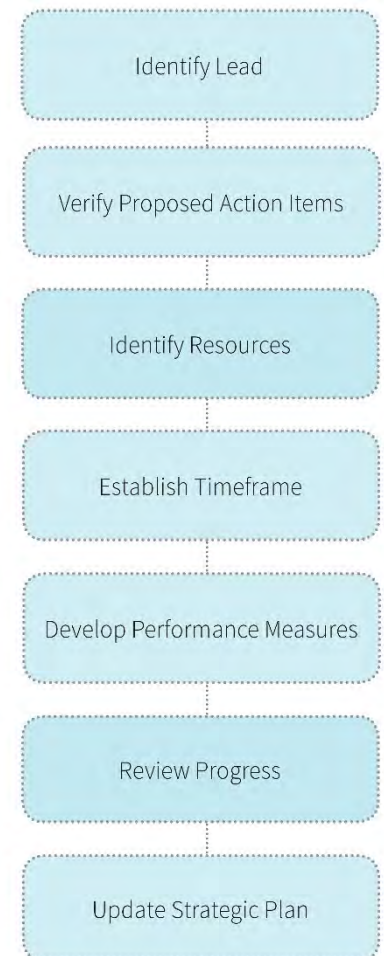 Identify Lead
Verify Proposed Action Items
Identify Resources
Establish Timeframe
Develop Performance Measures
Review Progress
Update Strategic Plan